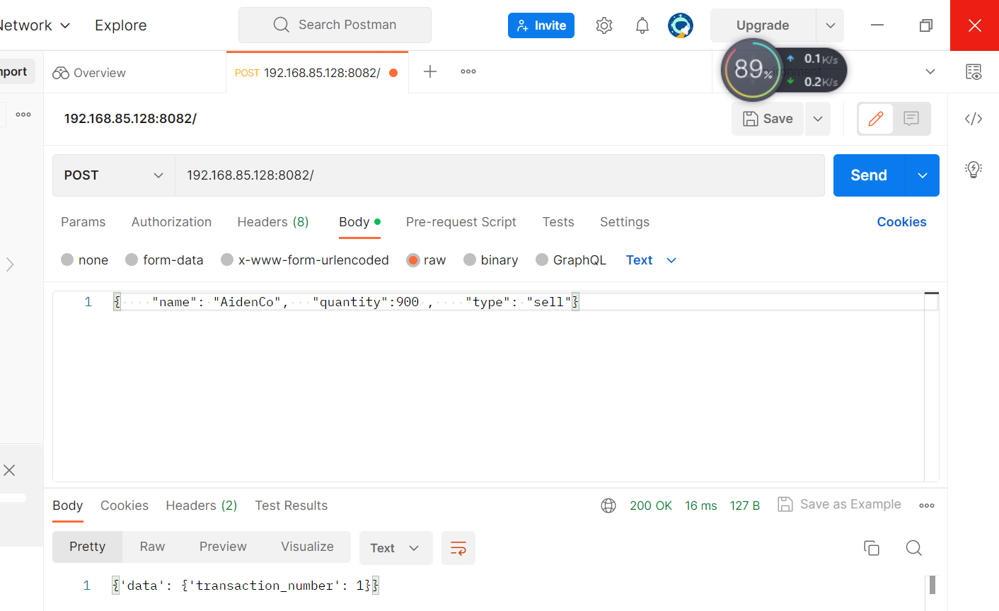 Network Explore Search Postman Invite Upgrade
89% 0.1K/s
0.2K/s
Overview POST 192.168.85.128:8082/
192.168.85.128:8082/ Save
POST 192.168.85.128:8082/ Send
Params Authorization Headers (8) Body Pre-request Script Tests Settings Cookies
none form-data x-www-form-urlencoded raw binary GraphQL Text
1 { "name": "AidenCo", "quantity":900 , "type": "sell"}
Body Cookies Headers (2) Test Results 200 OK 16 ms 127 B Save as Example
Pretty Raw Preview Visualize Text
1 {'data': {'transaction_number': 1}}